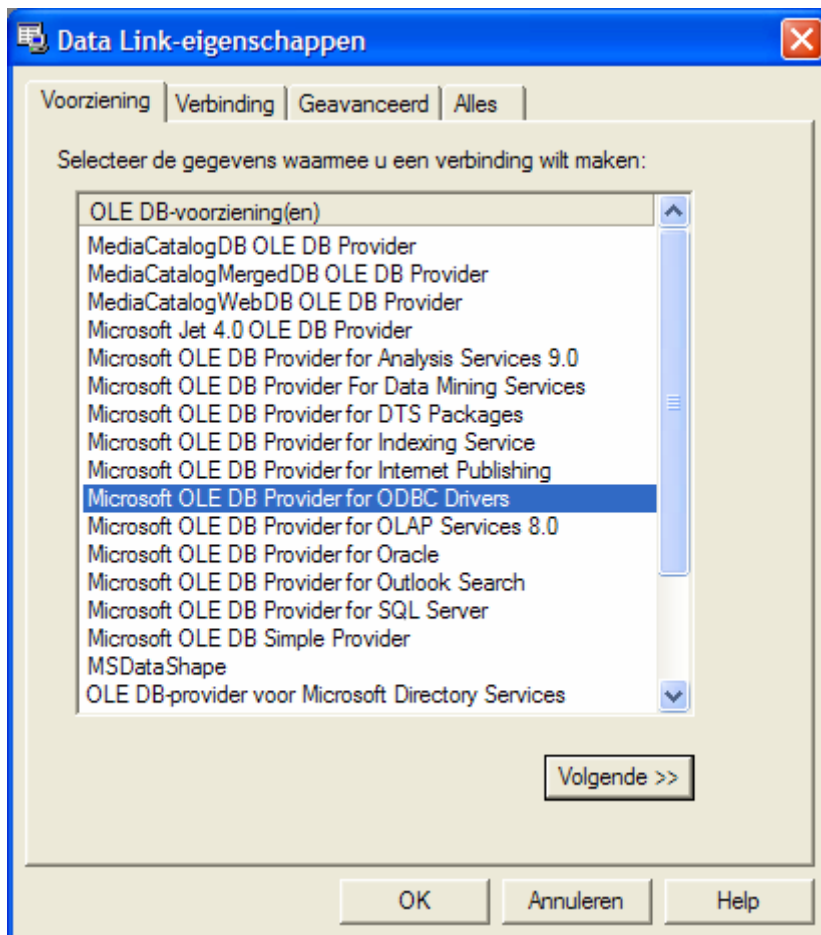 Data Link-eigenschappen
Voorziening Verbinding Geavanceerd Alles
Selecteer de gegevens waarmee u een verbinding wilt maken:
OLE DB-voorziening(en)
MediaCatalogDB OLE DB Provider
MediaCatalogMergedDB OLE DB Provider
MediaCatalogWebDB OLE DB Provider
Microsoft Jet 4.0 OLE DB Provider
Microsoft OLE DB Provider for Analysis Services 9.0
Microsoft OLE DB Provider For Data Mining Services
Microsoft OLE DB Provider for DTS Packages
Microsoft OLE DB Provider for Indexing Service
Microsoft OLE DB Provider for Internet Publishing
Microsoft OLE DB Provider for ODBC Drivers
Microsoft OLE DB Provider for OLAP Services 8.0
Microsoft OLE DB Provider for Oracle
Microsoft OLE DB Provider for Outlook Search
Microsoft OLE DB Provider for SQL Server
Microsoft OLE DB Simple Provider
MSDataShape
OLE DB-provider voor Microsoft Directory Services
Volgende >>
OK Annuleren Help